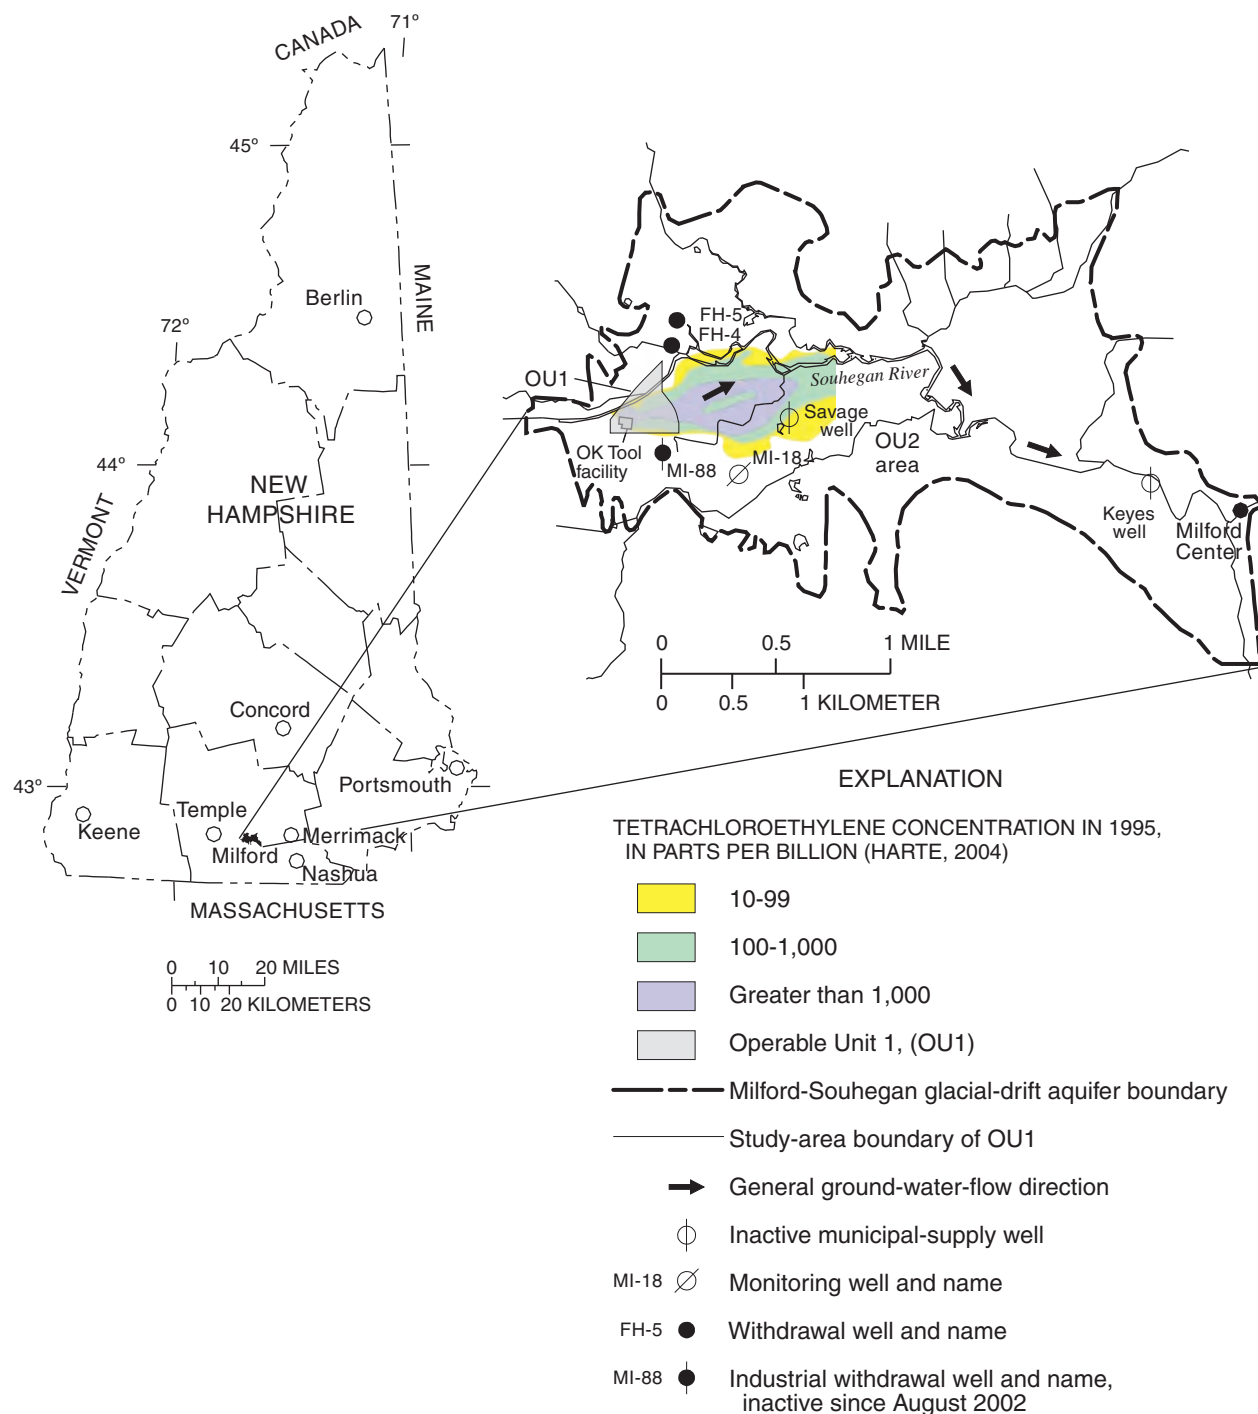 CANADA
71°
45°
MAINE
Berlin
72°
44°
NEW
HAMPSHIRE
VERMONT
Concord
43°
Portsmouth
Temple
Keene
Merrimack
Milford
Nashua
MASSACHUSETTS
0 10 20 MILES
0 10 20 KILOMETERS
FH-5
FH-4
OU1
Souhegan River
Savage
well
OU2
area
OK Tool
facility
MI-88
MI-18
Keyes
well
Milford
Center
0 0.5 1 MILE
0 0.5 1 KILOMETER
EXPLANATION
TETRACHLOROETHYLENE CONCENTRATION IN 1995,
IN PARTS PER BILLION (HARTE, 2004)
10-99
100-1,000
Greater than 1,000
Operable Unit 1, (OU1)
Milford-Souhegan glacial-drift aquifer boundary
Study-area boundary of OU1
General ground-water-flow direction
Inactive municipal-supply well
MI-18 Monitoring well and name
FH-5 Withdrawal well and name
MI-88 Industrial withdrawal well and name,
inactive since August 2002